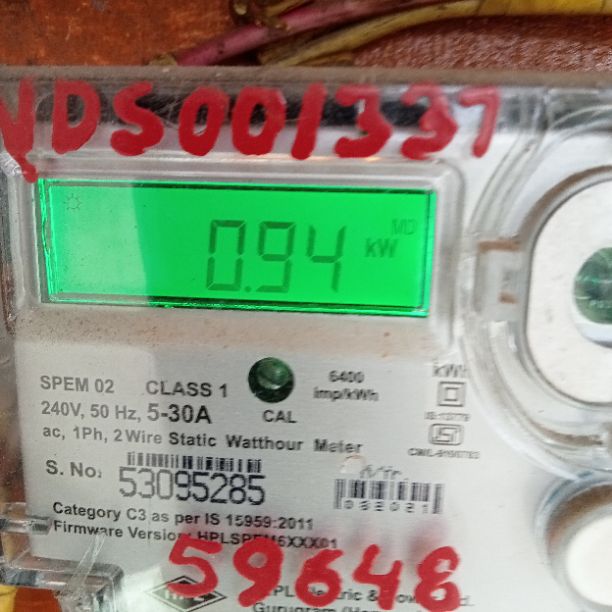 NDS001337
MD
0.94 kW
SPEM 02 CLASS 1
6400
imp/kWh
kWh
240V, 50 Hz, 5-30A
CAL
ac, 1Ph, 2 Wire Static Watthour Meter
S. No: 53095285
Category C3 as per IS 15959:2011
Firmware Version: HPLSPEM6XXX01
59648
Gurugram